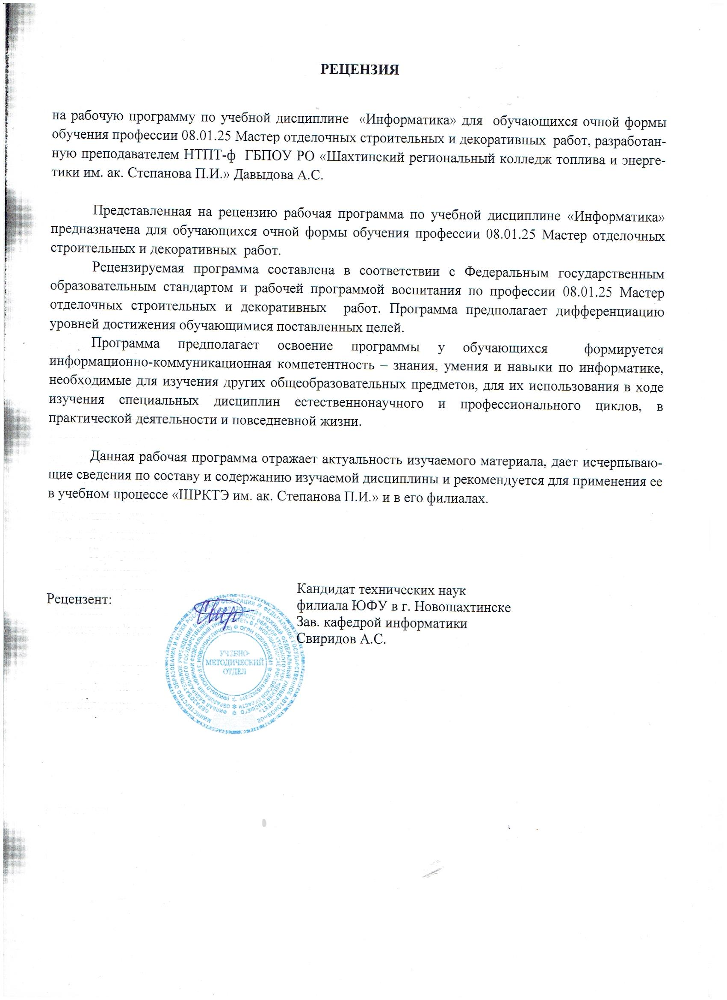 РЕЦЕНЗИЯ
на рабочую программу по учебной дисциплине «Информатика» для обучающихся очной формы
обучения профессии 08.01.25 Мастер отделочных строительных и декоративных работ, разработан-
ную преподавателем НТПТ-ф ГБПОУ РО «Шахтинский региональный колледж топлива и энерге-
тики им. ак. Степанова П.И.» Давыдова А.С.
Представленная на рецензию рабочая программа по учебной дисциплине «Информатика»
предназначена для обучающихся очной формы обучения профессии 08.01.25 Мастер отделочных
строительных и декоративных работ.
Рецензируемая программа составлена в соответствии с Федеральным государственным
образовательным стандартом и рабочей программой воспитания по профессии 08.01.25 Мастер
отделочных строительных и декоративных работ. Программа предполагает дифференциацию
уровней достижения обучающимися поставленных целей.
Программа предполагает освоение программы у обучающихся формируется
информационно-коммуникационная компетентность – знания, умения и навыки по информатике,
необходимые для изучения других общеобразовательных предметов, для их использования в ходе
изучения специальных дисциплин естественнонаучного и профессионального циклов, в
практической деятельности и повседневной жизни.
Данная рабочая программа отражает актуальность изучаемого материала, дает исчерпываю-
щие сведения по составу и содержанию изучаемой дисциплины и рекомендуется для применения ее
в учебном процессе «ШРКТЭ им. ак. Степанова П.И.» и в его филиалах.
Рецензент:
Кандидат технических наук
филиала ЮФУ в г. Новошахтинске
Зав. кафедрой информатики
Свиридов А.С.
УЧЕБНО-
МЕТОДИЧЕСКИЙ
ОТДЕЛ